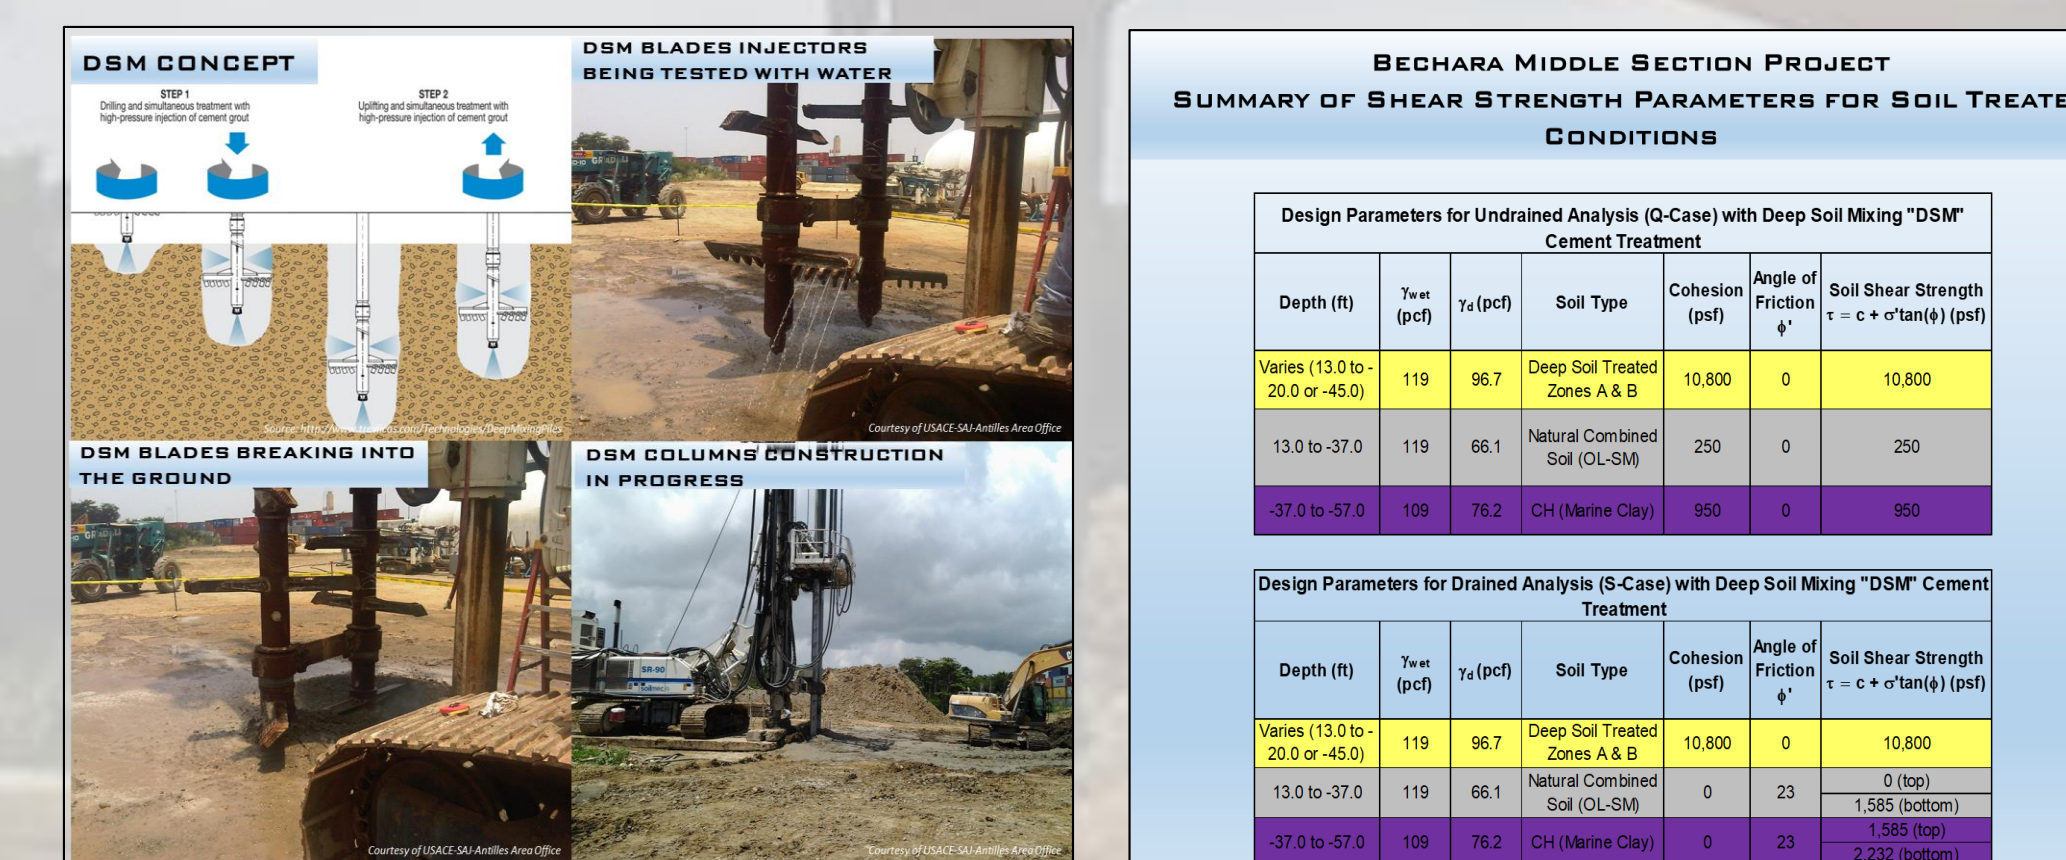 DSM CONCEPT
STEP 1
Drilling and simultaneous treatment with
high-pressure injection of cement grout
STEP 2
Uplifting and simultaneous treatment with
high-pressure injection of cement grout
Source: http://www.trevicos.com/Technologies/DeepMixingPiles
DSM BLADES INJECTORS
BEING TESTED WITH WATER
Courtesy of USACE-SAJ-Antilles Area Office
DSM BLADES BREAKING INTO
THE GROUND
Courtesy of USACE-SAJ-Antilles Area Office
DSM COLUMNS CONSTRUCTION
IN PROGRESS
SR-90
soilmec
Courtesy of USACE-SAJ-Antilles Area Office
BECHARA MIDDLE SECTION PROJECT
SUMMARY OF SHEAR STRENGTH PARAMETERS FOR SOIL TREATE
CONDITIONS
Design Parameters for Undrained Analysis (Q-Case) with Deep Soil Mixing "DSM"
Cement Treatment
Depth (ft) γwet (pcf) γd (pcf) Soil Type Cohesion (psf) Angle of Friction ϕ' Soil Shear Strength τ = c + σ'tan(ϕ) (psf)
Varies (13.0 to -20.0 or -45.0) 119 96.7 Deep Soil Treated Zones A & B 10,800 0 10,800
13.0 to -37.0 119 66.1 Natural Combined Soil (OL-SM) 250 0 250
-37.0 to -57.0 109 76.2 CH (Marine Clay) 950 0 950
Design Parameters for Drained Analysis (S-Case) with Deep Soil Mixing "DSM" Cement
Treatment
Depth (ft) γwet (pcf) γd (pcf) Soil Type Cohesion (psf) Angle of Friction ϕ' Soil Shear Strength τ = c + σ'tan(ϕ) (psf)
Varies (13.0 to -20.0 or -45.0) 119 96.7 Deep Soil Treated Zones A & B 10,800 0 10,800
13.0 to -37.0 119 66.1 Natural Combined Soil (OL-SM) 0 23 0 (top)
1,585 (bottom)
-37.0 to -57.0 109 76.2 CH (Marine Clay) 0 23 1,585 (top)
2,232 (bottom)